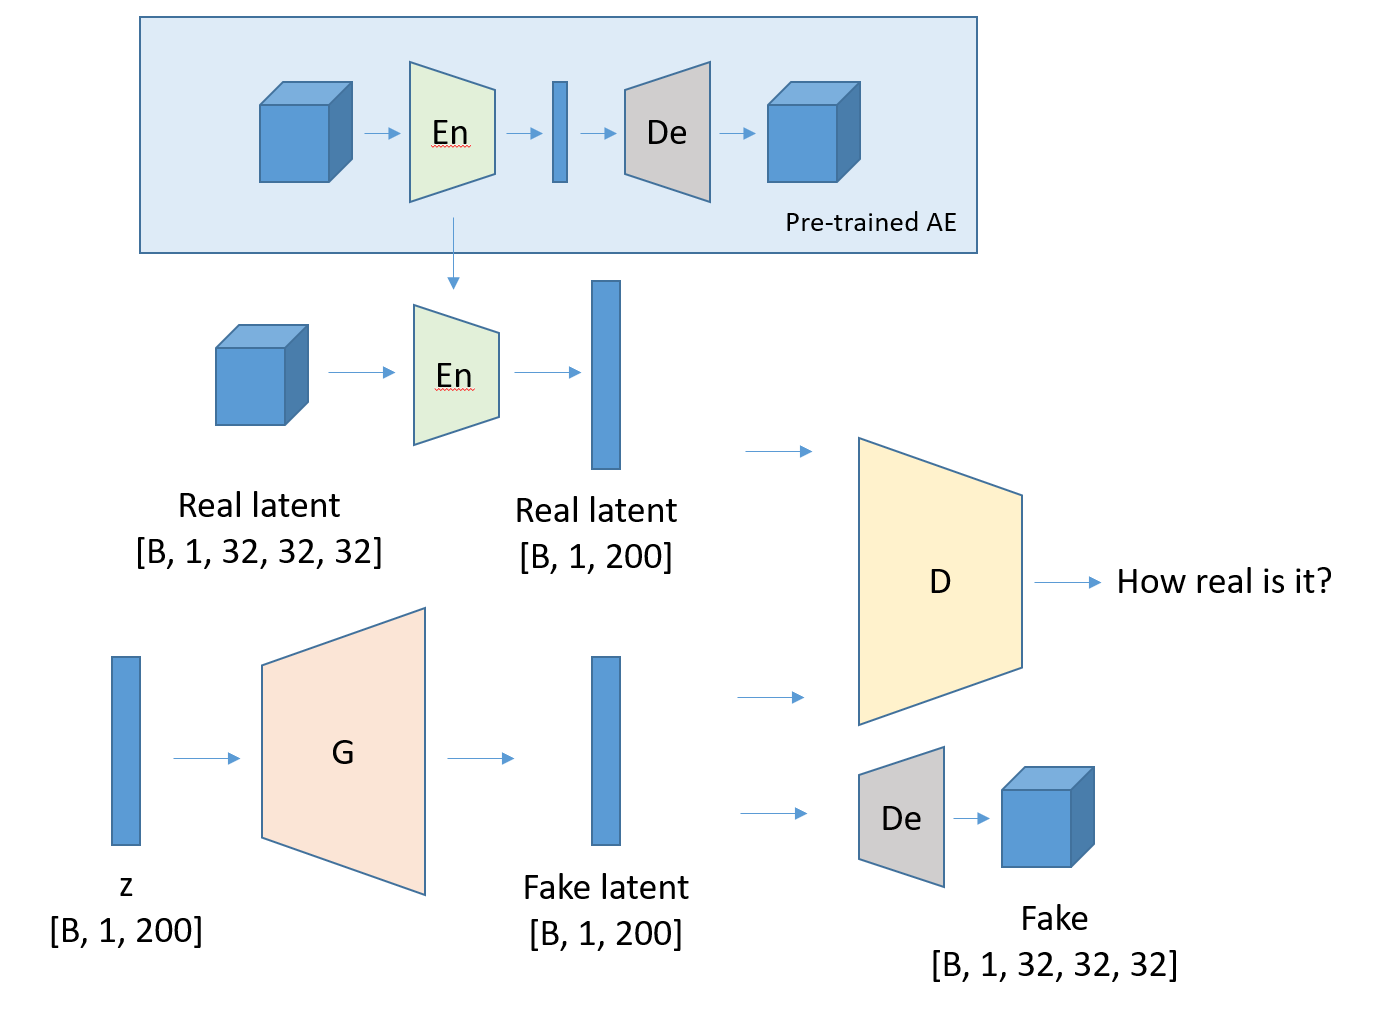 En
De
Pre-trained AE
En
Real latent
[B, 1, 32, 32, 32]
Real latent
[B, 1, 200]
D
How real is it?
G
z
[B, 1, 200]
Fake latent
[B, 1, 200]
De
Fake
[B, 1, 32, 32, 32]